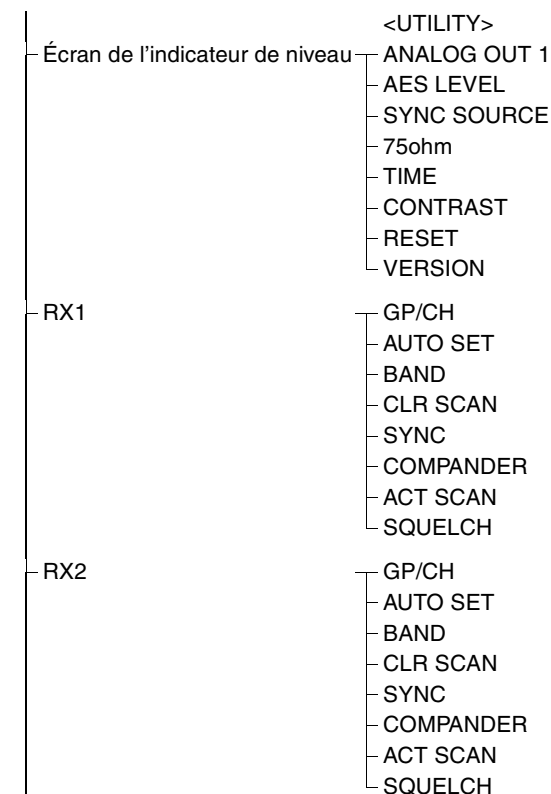 <UTILITY>
Écran de l’indicateur de niveau ANALOG OUT 1
AES LEVEL
SYNC SOURCE
75ohm
TIME
CONTRAST
RESET
VERSION
RX1 GP/CH
AUTO SET
BAND
CLR SCAN
SYNC
COMPANDER
ACT SCAN
SQUELCH
RX2 GP/CH
AUTO SET
BAND
CLR SCAN
SYNC
COMPANDER
ACT SCAN
SQUELCH